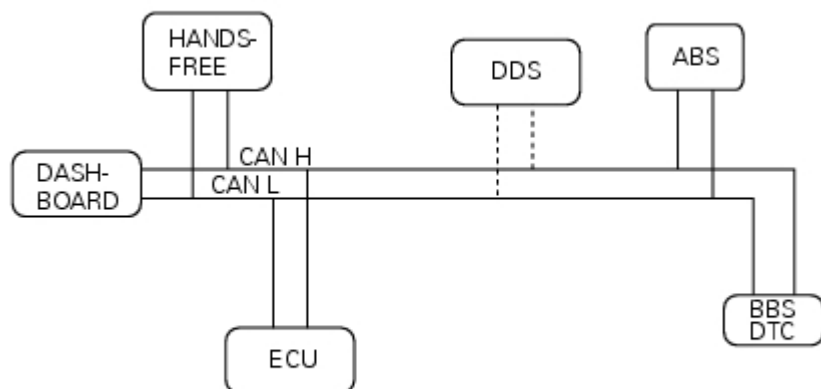 HANDS-
FREE
DDS
ABS
CAN H
DASH-
BOARD
CAN L
BBS
DTC
ECU